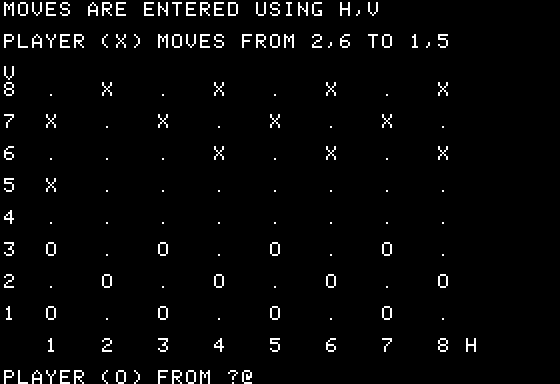 MOVES ARE ENTERED USING H,V
PLAYER (X) MOVES FROM 2,6 TO 1,5
V
8 . X . X . X . X
7 X . X . X . X .
6 . . . X . X . X
5 X . . . . . . .
4 . . . . . . . .
3 O . O . O . O .
2 . O . O . O . O
1 O . O . O . O .
1 2 3 4 5 6 7 8 H
PLAYER (O) FROM ?@